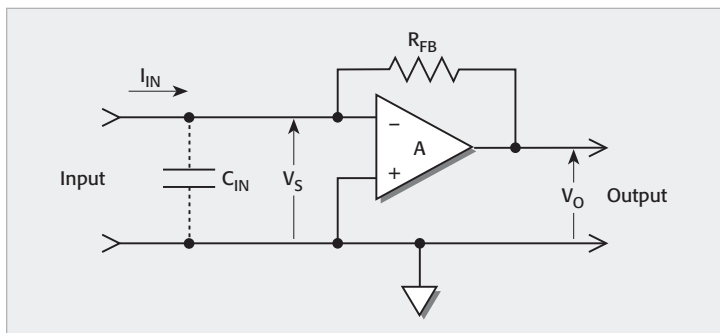 R_FB
I_IN
−
A
+
Input
C_IN
V_S
V_O
Output